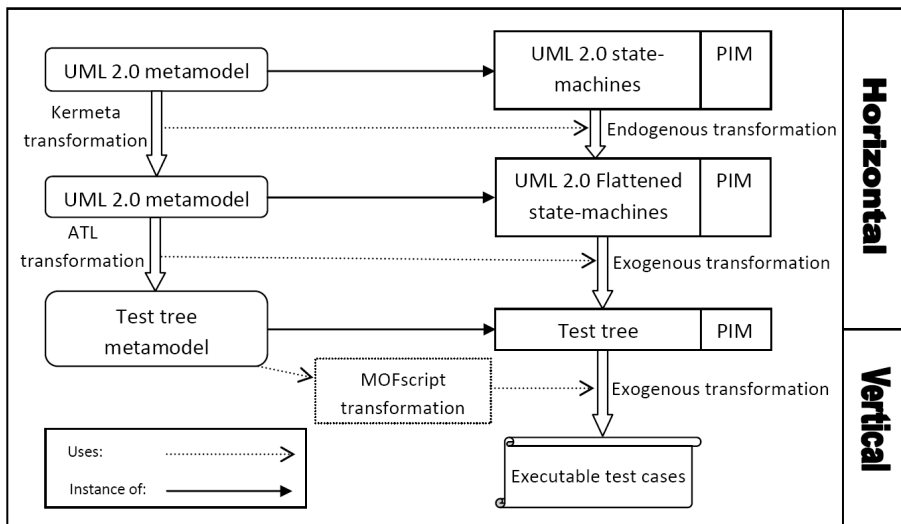 UML 2.0 metamodel
UML 2.0 state-
machines
PIM
Kermeta
transformation
Endogenous transformation
UML 2.0 metamodel
UML 2.0 Flattened
state-machines
PIM
ATL
transformation
Exogenous transformation
Test tree
metamodel
Test tree
PIM
MOFscript
transformation
Exogenous transformation
Executable test cases
Uses:
Instance of:
Horizontal
Vertical